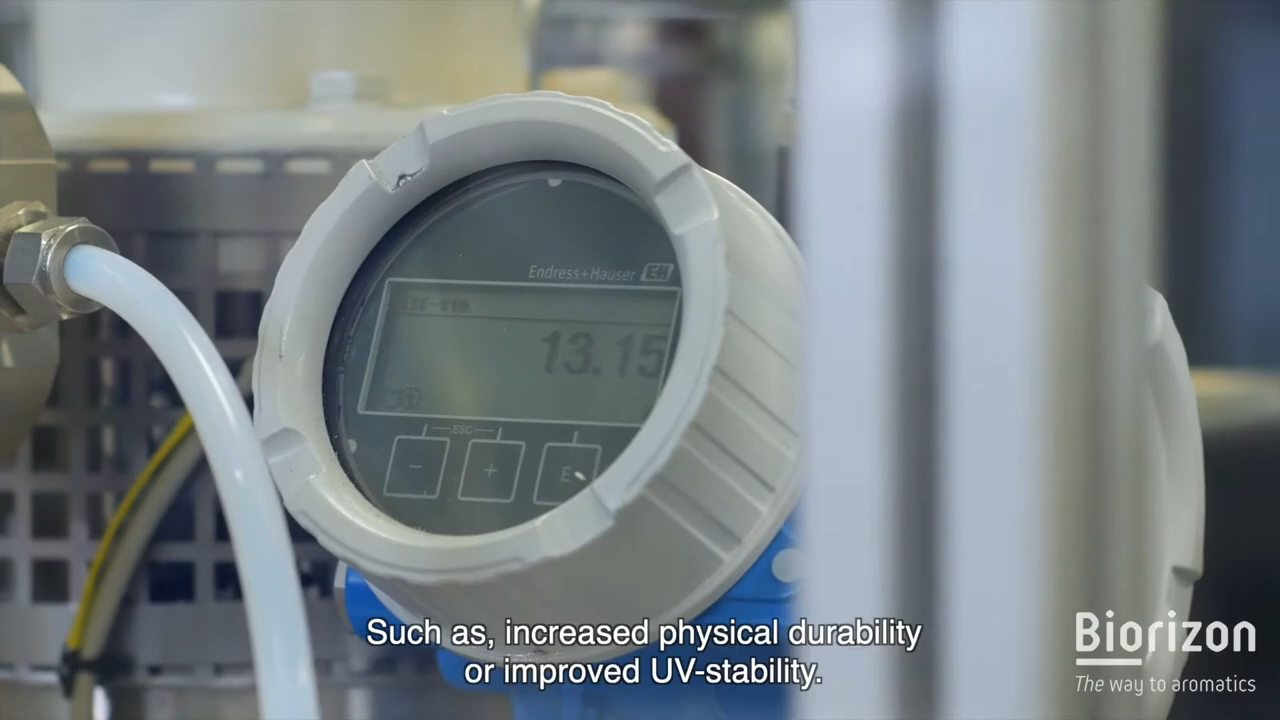 Endress+Hauser EH
13.15
ESC
- + E
Such as, increased physical durability
or improved UV-stability.
Biorizon
The way to aromatics